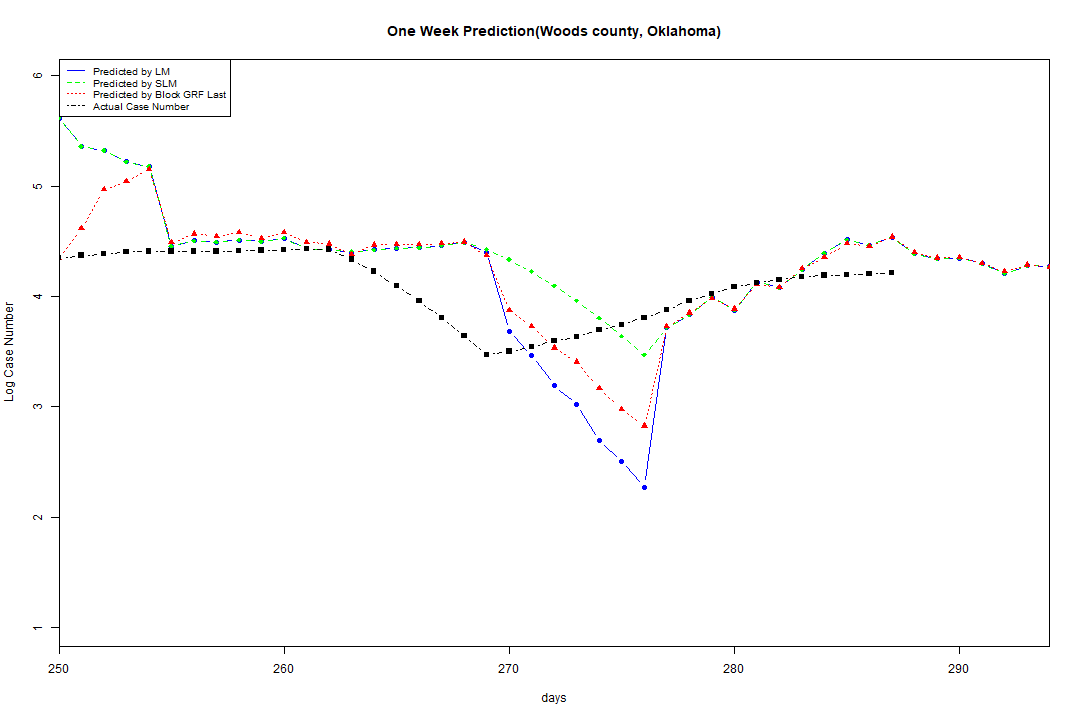 One Week Prediction(Woods county, Oklahoma)
Predicted by LM
Predicted by SLM
Predicted by Block GRF Last
Actual Case Number
6
5
4
3
2
1
Log Case Number
250 260 270 280 290
days